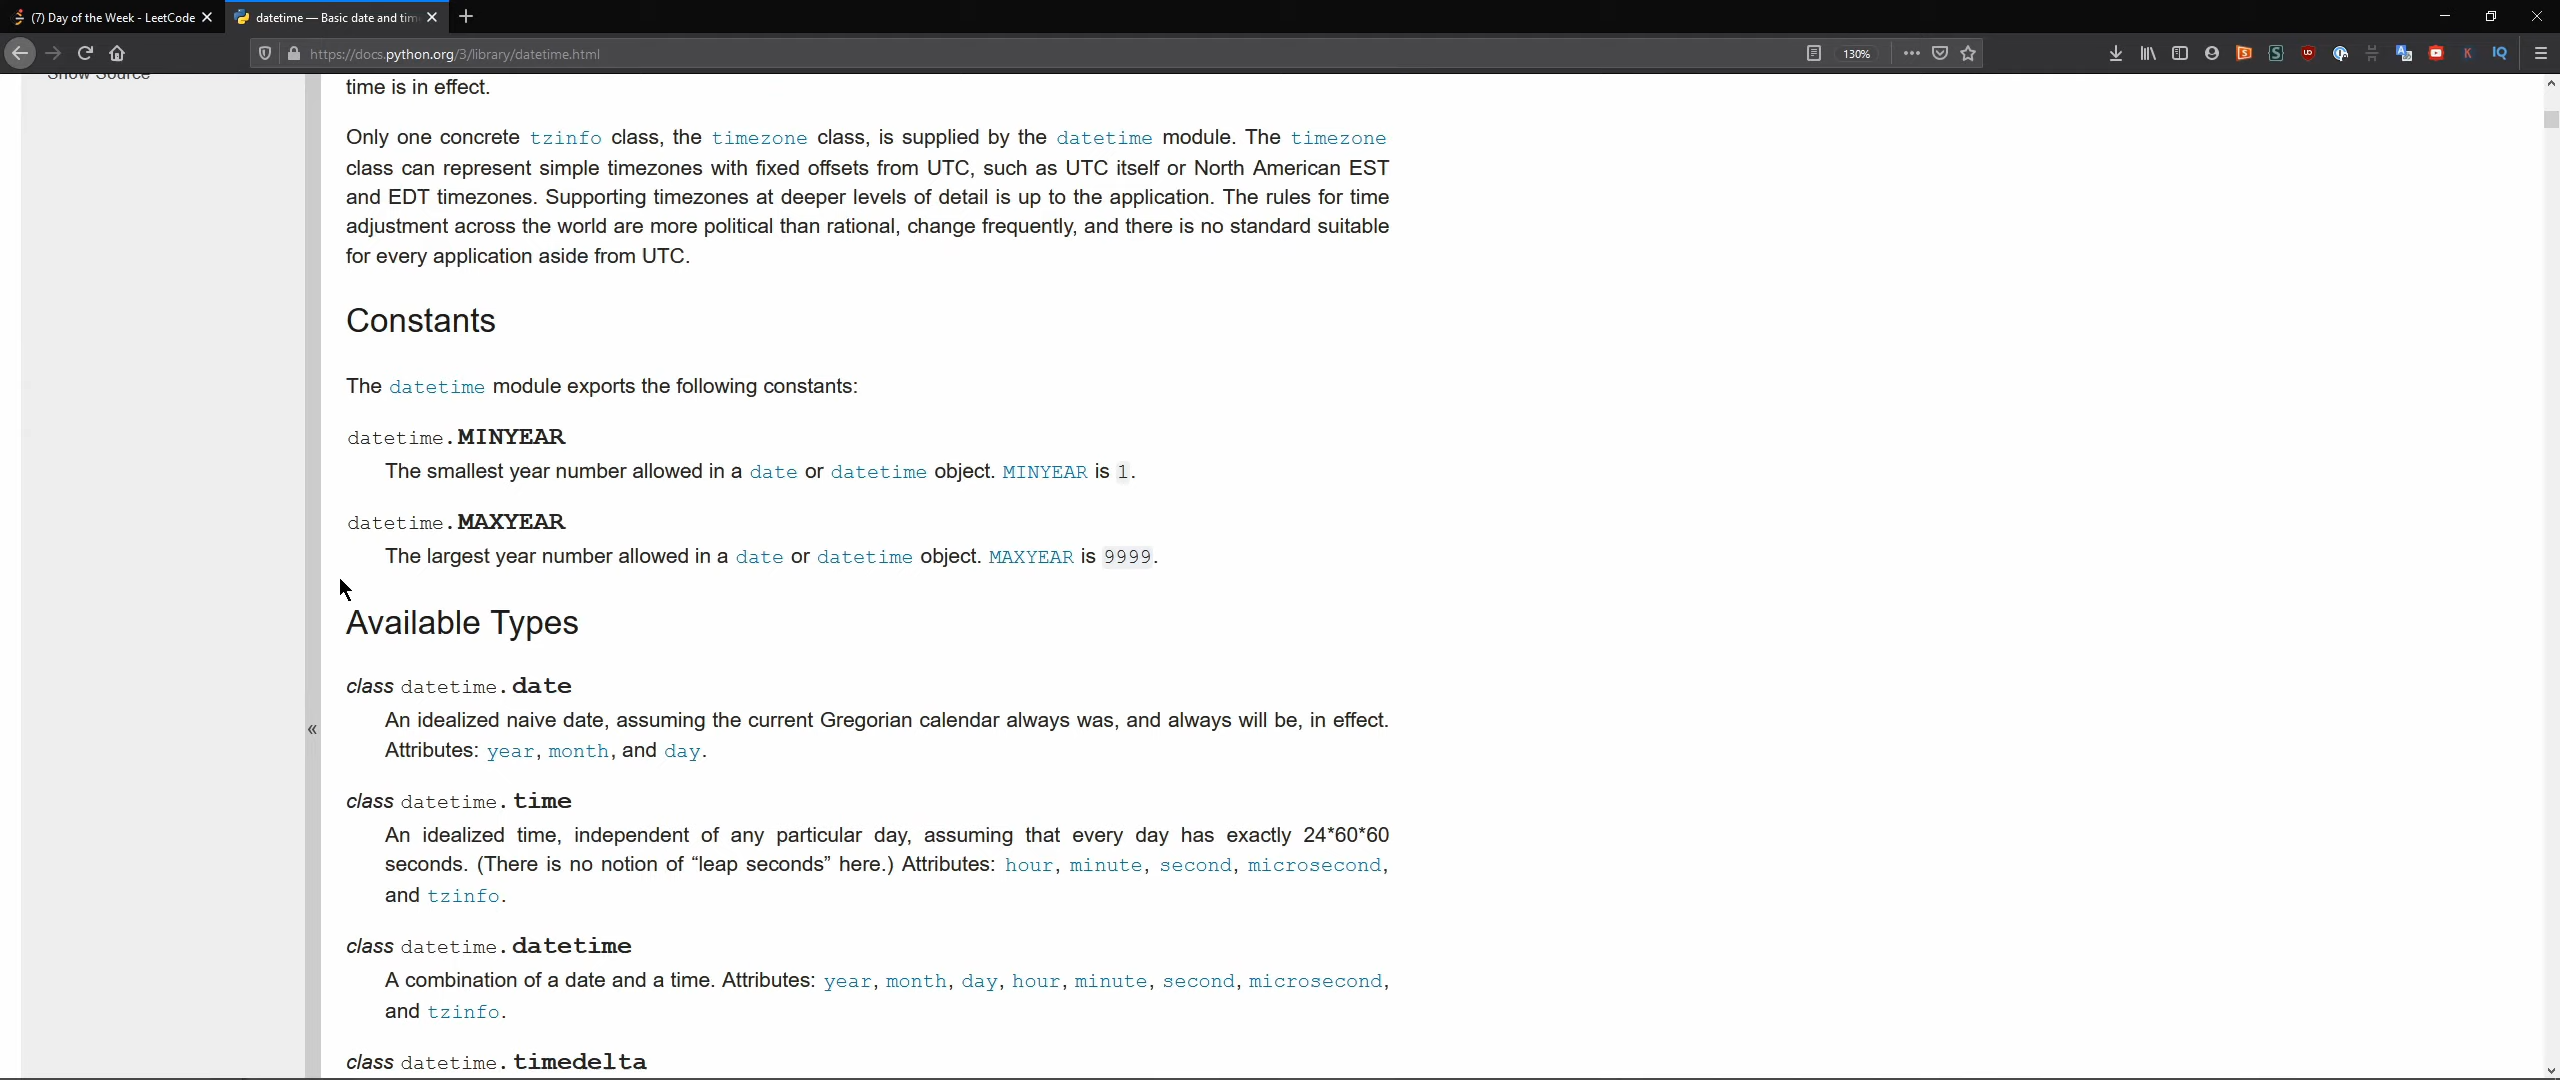 (7) Day of the Week - LeetCode
datetime — Basic date and tim
https://docs.python.org/3/library/datetime.html
130%
Show Source
time is in effect.
Only one concrete tzinfo class, the timezone class, is supplied by the datetime module. The timezone
class can represent simple timezones with fixed offsets from UTC, such as UTC itself or North American EST
and EDT timezones. Supporting timezones at deeper levels of detail is up to the application. The rules for time
adjustment across the world are more political than rational, change frequently, and there is no standard suitable
for every application aside from UTC.
Constants
The datetime module exports the following constants:
datetime.MINYEAR
The smallest year number allowed in a date or datetime object. MINYEAR is 1.
datetime.MAXYEAR
The largest year number allowed in a date or datetime object. MAXYEAR is 9999.
Available Types
class datetime.date
An idealized naive date, assuming the current Gregorian calendar always was, and always will be, in effect.
Attributes: year, month, and day.
«
class datetime.time
An idealized time, independent of any particular day, assuming that every day has exactly 24*60*60
seconds. (There is no notion of “leap seconds” here.) Attributes: hour, minute, second, microsecond,
and tzinfo.
class datetime.datetime
A combination of a date and a time. Attributes: year, month, day, hour, minute, second, microsecond,
and tzinfo.
class datetime.timedelta